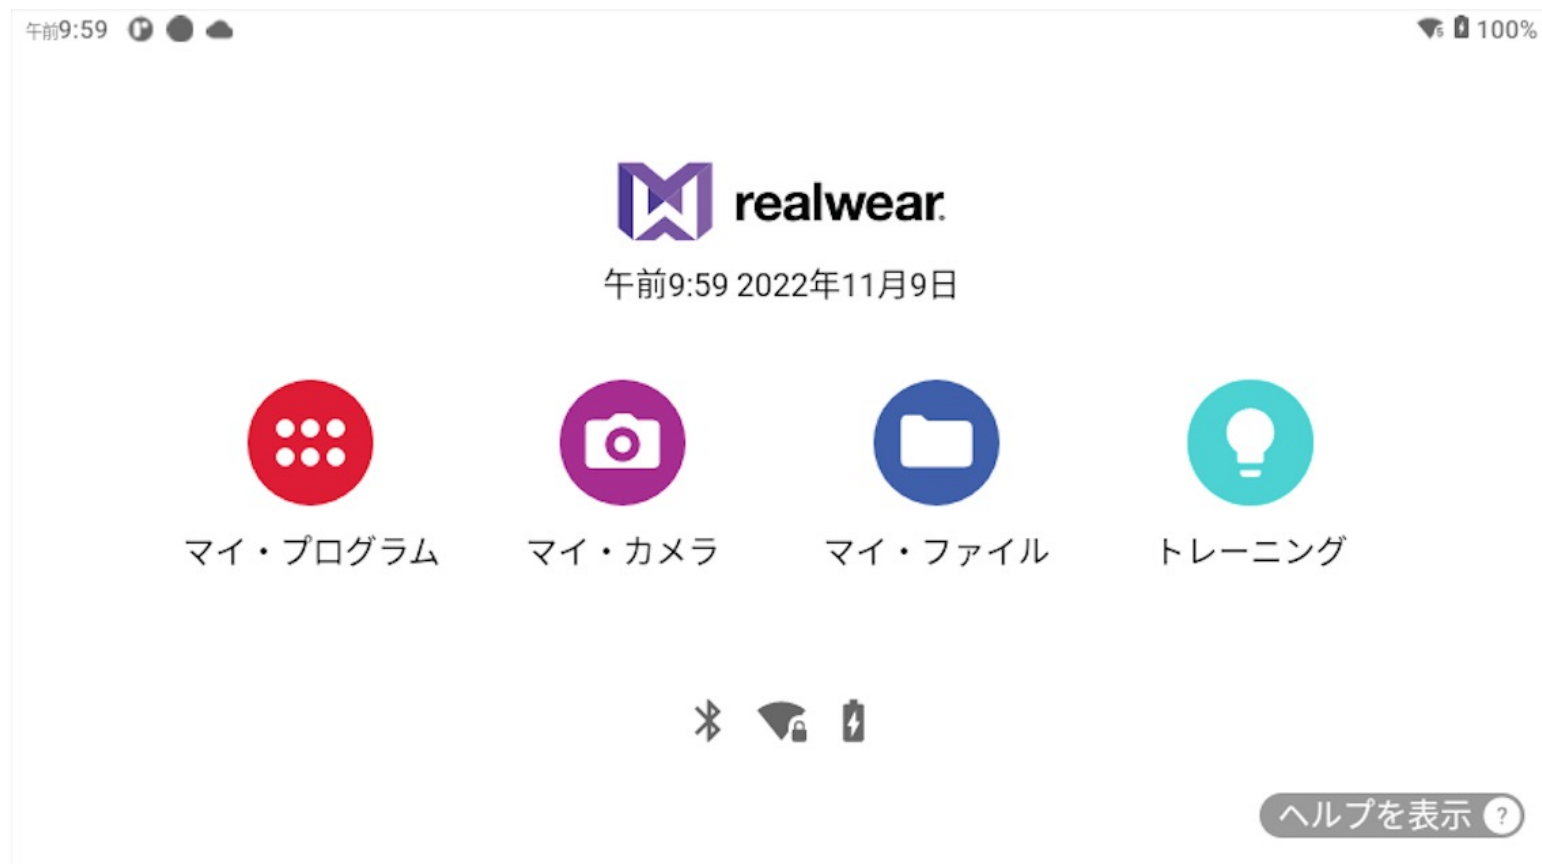 午前9:59
100%
realwear.
午前9:59 2022年11月9日
マイ・プログラム
マイ・カメラ
マイ・ファイル
トレーニング
ヘルプを表示 ?